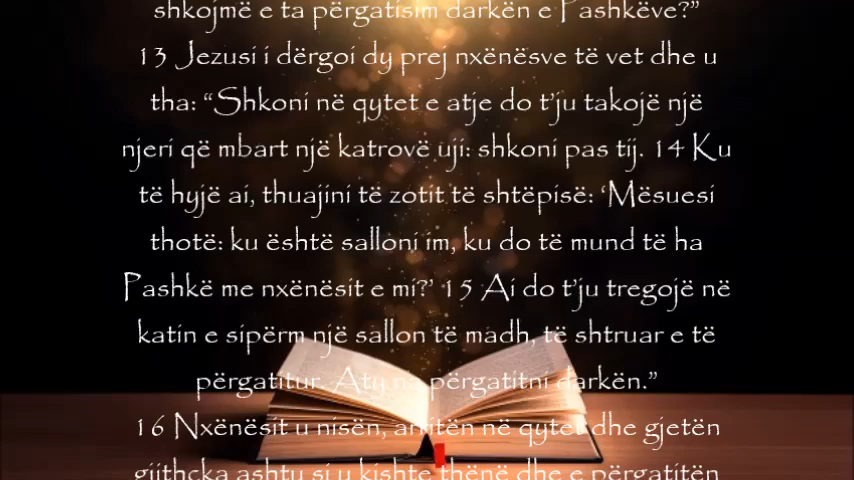 shkojmë e ta përgatisim darkën e Pashkëve?”
13 Jezusi i dërgoi dy prej nxënësve të vet dhe u
tha: “Shkoni në qytet e atje do t’ju takojë një
njeri që mbart një katrovë uji: shkoni pas tij. 14 Ku
të hyjë ai, thuajini të zotit të shtëpisë: ‘Mësuesi
thotë: ku është salloni im, ku do të mund të ha
Pashkë me nxënësit e mi?’ 15 Ai do t’ju tregojë në
katin e sipërm një sallon të madh, të shtruar e të
përgatitur. Aty na përgatitni darkën.”
16 Nxënësit u nisën, arritën në qytet dhe gjetën
gjithçka ashtu si u kishte thënë dhe e përgatitën